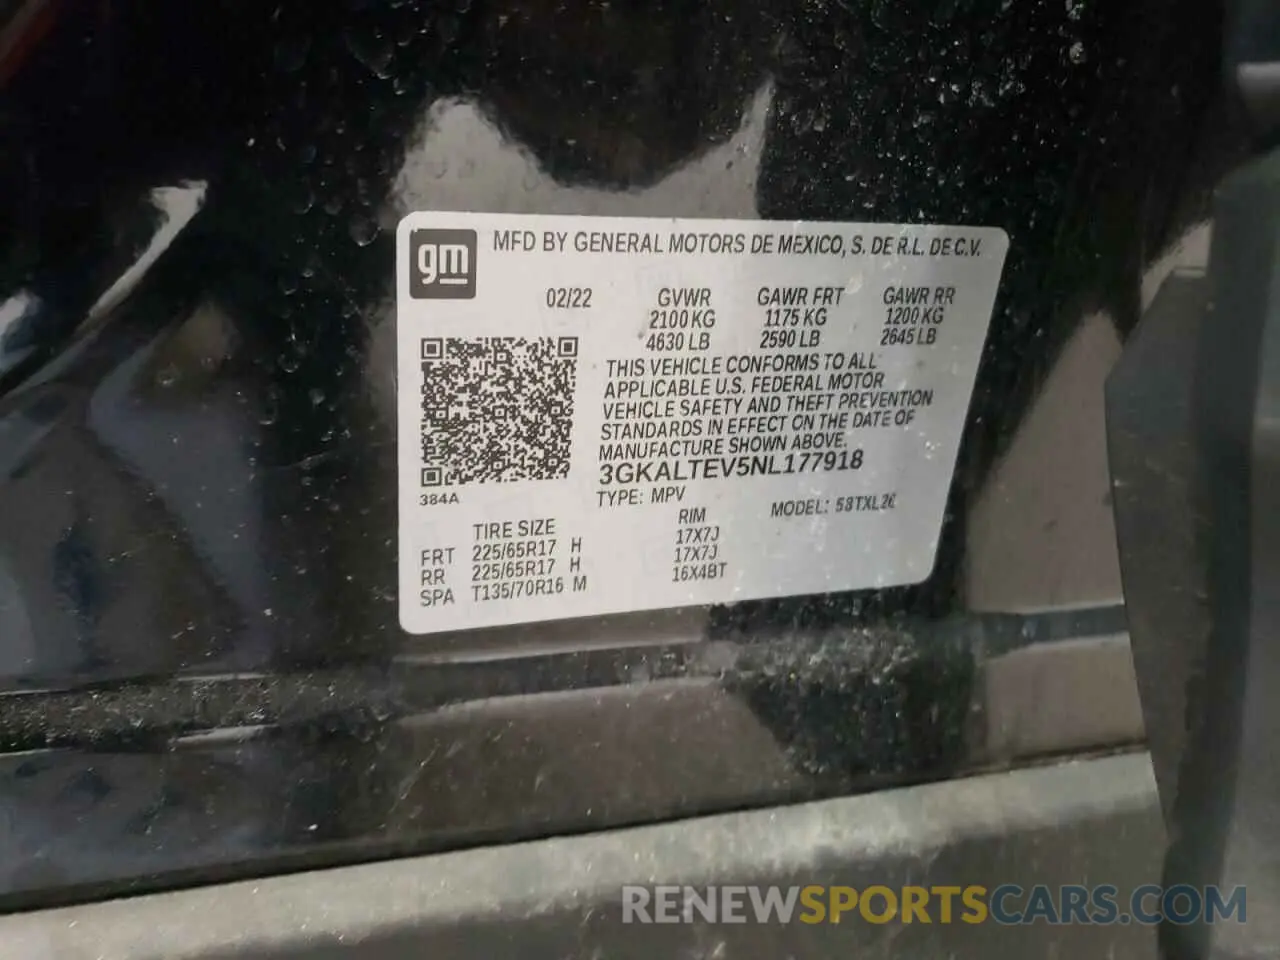 gm MFD BY GENERAL MOTORS DE MEXICO, S. DE R.L. DE C.V.
02/22 GVWR GAWR FRT GAWR RR
2100 KG 1175 KG 1200 KG
4630 LB 2590 LB 2645 LB
THIS VEHICLE CONFORMS TO ALL
APPLICABLE U.S. FEDERAL MOTOR
VEHICLE SAFETY AND THEFT PREVENTION
STANDARDS IN EFFECT ON THE DATE OF
MANUFACTURE SHOWN ABOVE.
3GKALTEV5NL177918
384A TYPE: MPV MODEL: 58TXL26
TIRE SIZE RIM
FRT 225/65R17 H 17X7J
RR 225/65R17 H 17X7J
SPA T135/70R16 M 16X4BT
RENEWSPORTSCARS.COM